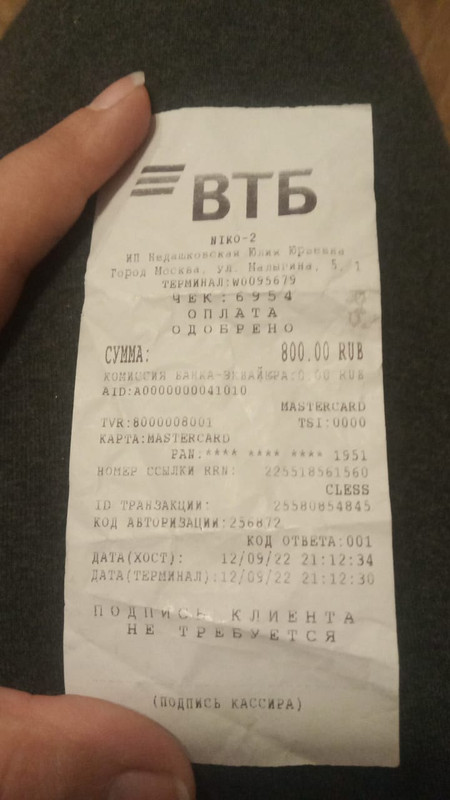 ВТБ
NIKO-2
ИП Недашковская Юлия Юрьевна
Город Москва, ул. Малыгина, 5, 1
ТЕРМИНАЛ:W0095679
ЧЕК:6954
ОПЛАТА
ОДОБРЕНО
СУММА: 800.00 RUB
КОМИССИЯ БАНКА-ЭКВАЙЕРА:0.00 RUB
AID:A0000000041010
MASTERCARD
TVR:8000008001 TSI:0000
КАРТА:MASTERCARD
PAN:**** **** **** 1951
НОМЕР ССЫЛКИ RRN: 225518561560
CLESS
ID ТРАНЗАКЦИИ: 25580854845
КОД АВТОРИЗАЦИИ:256872
КОД ОТВЕТА:001
ДАТА(ХОСТ): 12/09/22 21:12:34
ДАТА(ТЕРМИНАЛ):12/09/22 21:12:30
ПОДПИСЬ КЛИЕНТА
НЕ ТРЕБУЕТСЯ
(ПОДПИСЬ КАССИРА)